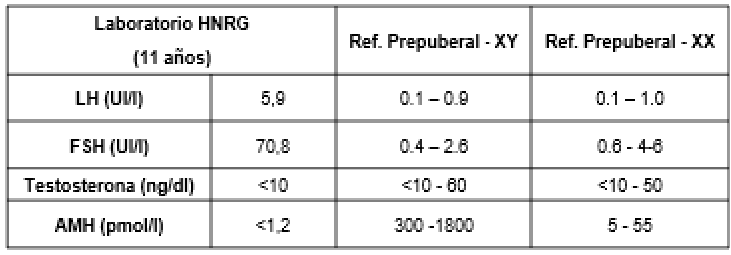 Laboratorio HNRG
(11 años)
Ref. Prepuberal - XY
Ref. Prepuberal - XX
LH (UI/l) 5,9 0.1 – 0.9 0.1 – 1.0
FSH (UI/l) 70,8 0.4 – 2.6 0.6 - 4-6
Testosterona (ng/dl) <10 <10 - 60 <10 - 50
AMH (pmol/l) <1,2 300 -1800 5 - 55